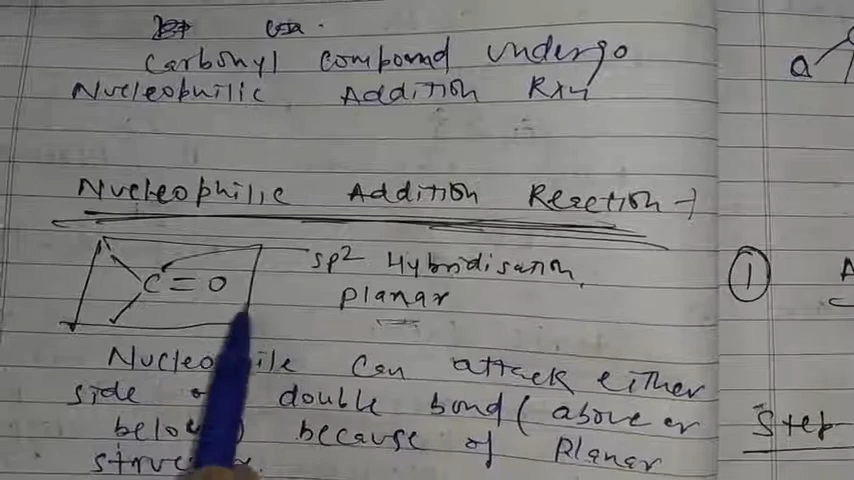 Carbonyl compound undergo
Nucleophilic Addition Rxn
Nucleophilic Addition Reaction →
C=O
sp2 Hybridisation,
planar
Nucleo ile can attack either
side double bond (above or
below) because of Planar
struc
a
①
A
Step